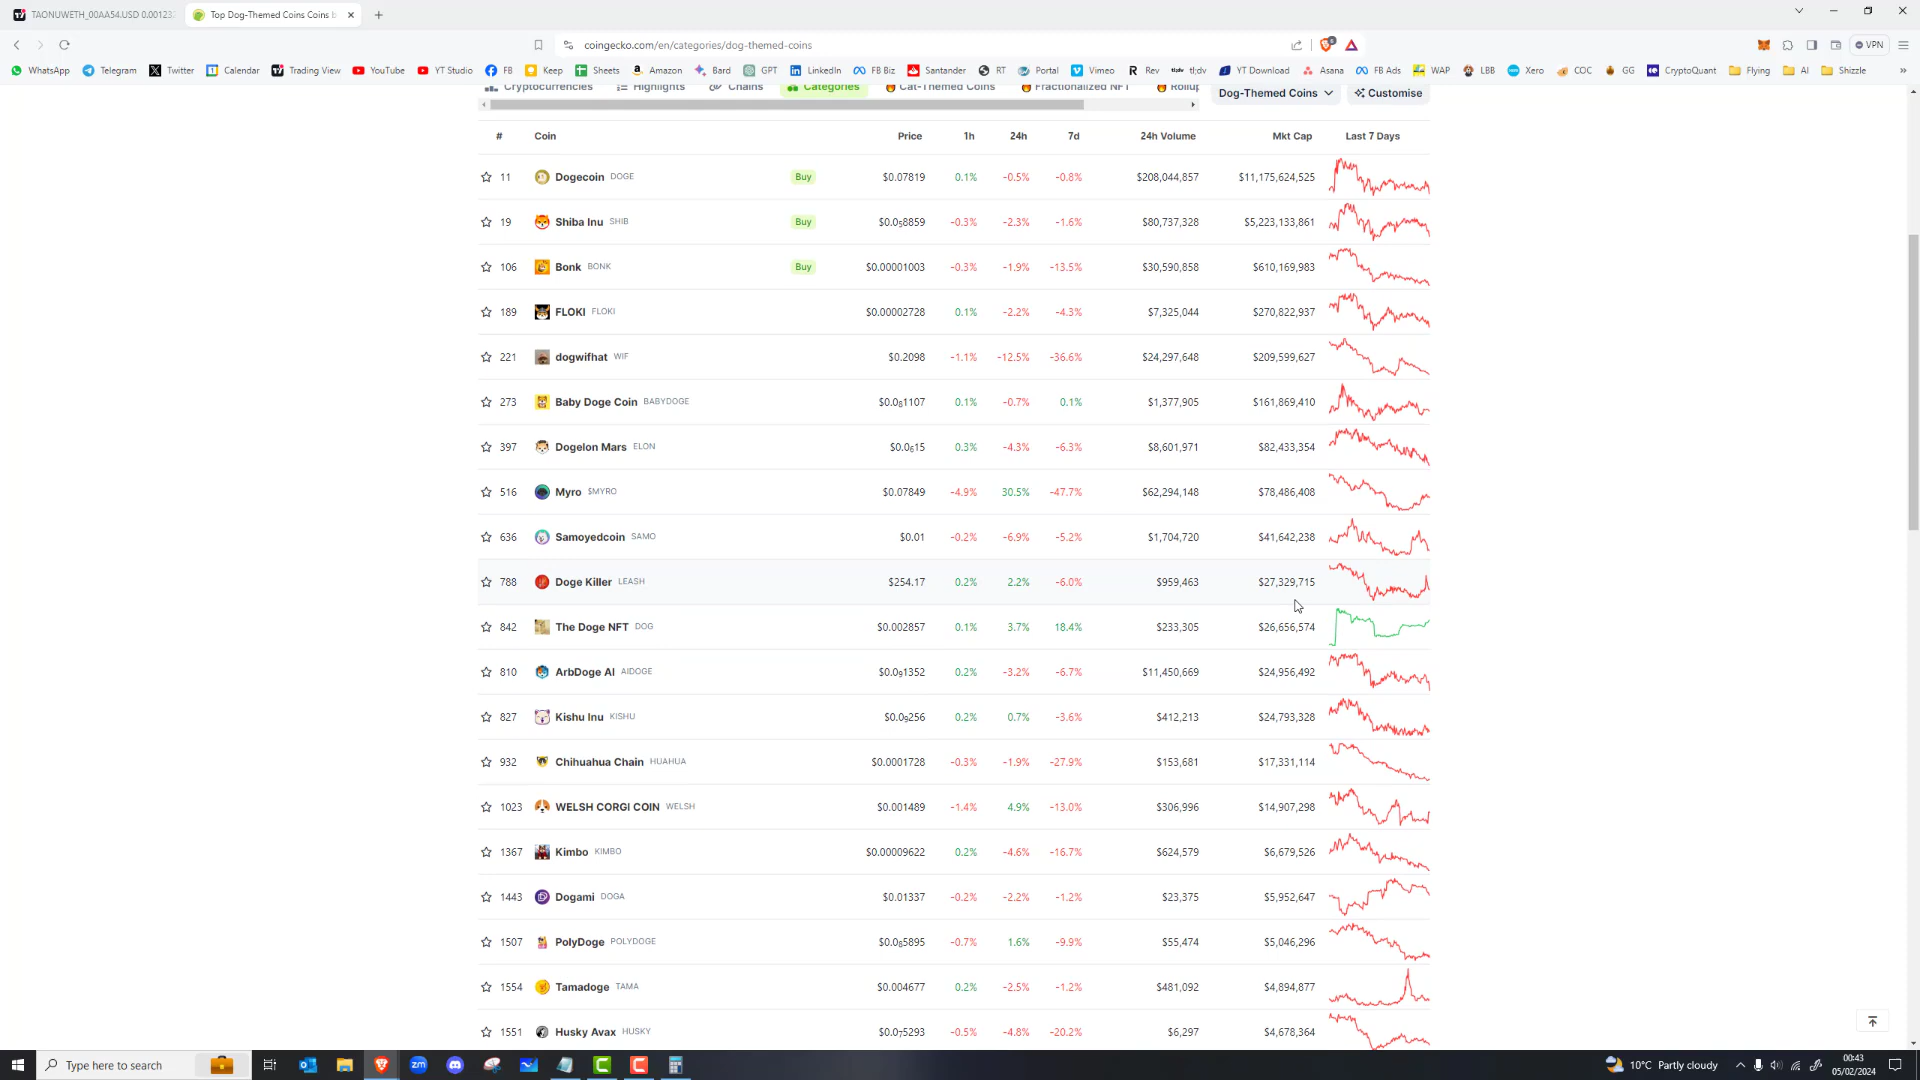 TAONUWETH_00AA54.USD 0.00123
Top Dog-Themed Coins Coins b
coingecko.com/en/categories/dog-themed-coins
VPN
WhatsApp Telegram Twitter Calendar Trading View YouTube YT Studio FB Keep Sheets Amazon Bard GPT LinkedIn FB Biz Santander RT Portal Vimeo Rev tl;dv YT Download Asana FB Ads WAP LBB Xero COC GG CryptoQuant Flying AI Shizzle
Cryptocurrencies Highlights Chains Categories Cat-Themed Coins Fractionalized NFT Rollup Dog-Themed Coins Customise
# Coin Price 1h 24h 7d 24h Volume Mkt Cap Last 7 Days
11 Dogecoin DOGE Buy $0.07819 0.1% -0.5% -0.8% $208,044,857 $11,175,624,525
19 Shiba Inu SHIB Buy $0.0₅8859 -0.3% -2.3% -1.6% $80,737,328 $5,223,133,861
106 Bonk BONK Buy $0.00001003 -0.3% -1.9% -13.5% $30,590,858 $610,169,983
189 FLOKI FLOKI $0.00002728 0.1% -2.2% -4.3% $7,325,044 $270,822,937
221 dogwifhat WIF $0.2098 -1.1% -12.5% -36.6% $24,297,648 $209,599,627
273 Baby Doge Coin BABYDOGE $0.0₈1107 0.1% -0.7% 0.1% $1,377,905 $161,869,410
397 Dogelon Mars ELON $0.0₆15 0.3% -4.3% -6.3% $8,601,971 $82,433,354
516 Myro $MYRO $0.07849 -4.9% 30.5% -47.7% $62,294,148 $78,486,408
636 Samoyedcoin SAMO $0.01 -0.2% -6.9% -5.2% $1,704,720 $41,642,238
788 Doge Killer LEASH $254.17 0.2% 2.2% -6.0% $959,463 $27,329,715
842 The Doge NFT DOG $0.002857 0.1% 3.7% 18.4% $233,305 $26,656,574
810 ArbDoge AI AIDOGE $0.0₉1352 0.2% -3.2% -6.7% $11,450,669 $24,956,492
827 Kishu Inu KISHU $0.0₉256 0.2% 0.7% -3.6% $412,213 $24,793,328
932 Chihuahua Chain HUAHUA $0.0001728 -0.3% -1.9% -27.9% $153,681 $17,331,114
1023 WELSH CORGI COIN WELSH $0.001489 -1.4% 4.9% -13.0% $306,996 $14,907,298
1367 Kimbo KIMBO $0.00009622 0.2% -4.6% -16.7% $624,579 $6,679,526
1443 Dogami DOGA $0.01337 -0.2% -2.2% -1.2% $23,375 $5,952,647
1507 PolyDoge POLYDOGE $0.0₈5895 -0.7% 1.6% -9.9% $55,474 $5,046,296
1554 Tamadoge TAMA $0.004677 0.2% -2.5% -1.2% $481,092 $4,894,877
1551 Husky Avax HUSKY $0.0₇5293 -0.5% -4.8% -20.2% $6,297 $4,678,364
Type here to search
10°C Partly cloudy
00:43
05/02/2024